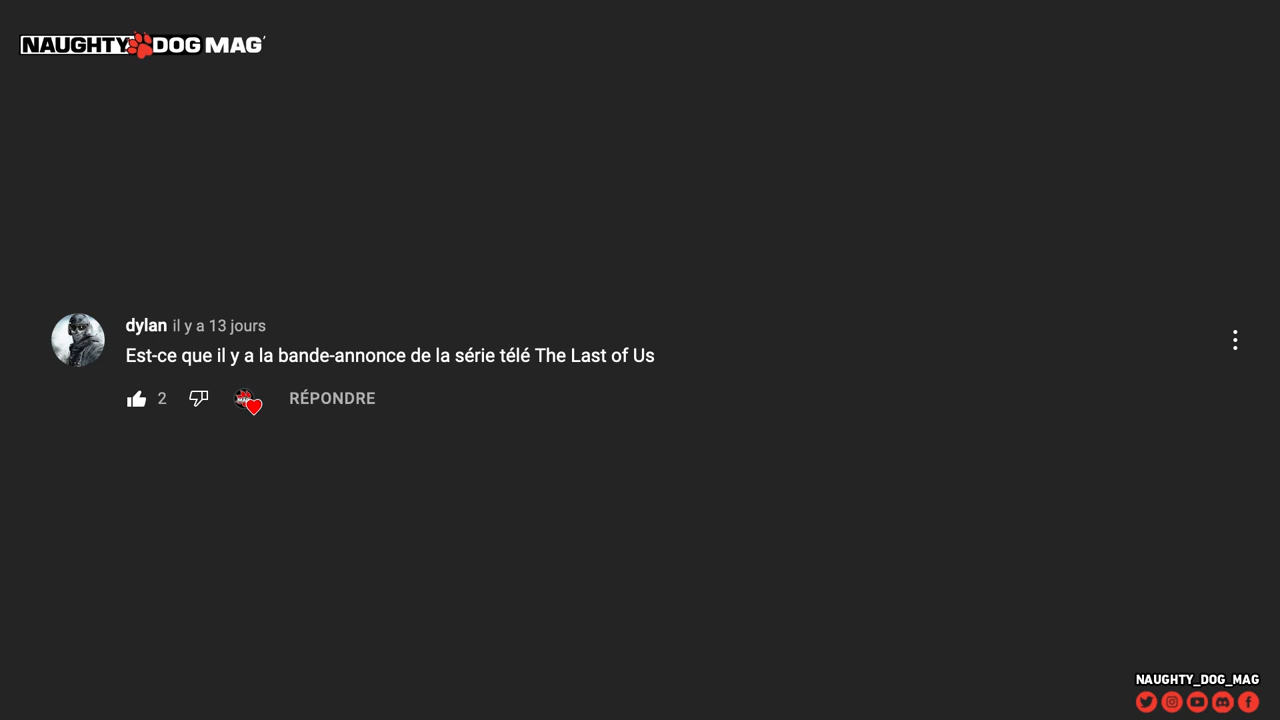 NAUGHTY DOG MAG'
dylan il y a 13 jours
Est-ce que il y a la bande-annonce de la série télé The Last of Us
2 RÉPONDRE
NAUGHTY_DOG_MAG